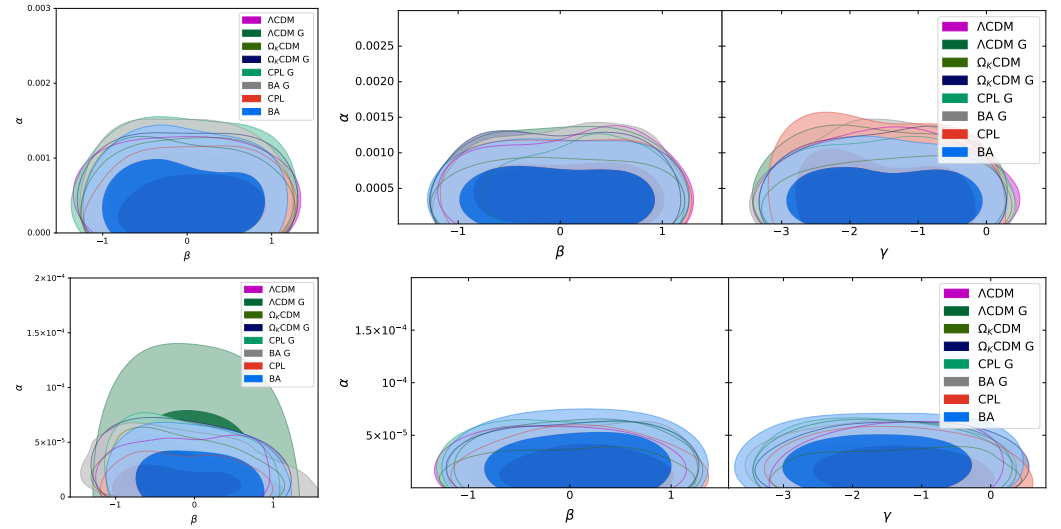 0.003
0.002
0.001
0.000
α
−1
0
1
β
ΛCDM
ΛCDM G
Ω_KCDM
Ω_KCDM G
CPL G
BA G
CPL
BA
0.0030
0.0025
0.0020
0.0015
0.0010
0.0005
α
−1
0
1
β
−3
−2
−1
0
γ
ΛCDM
ΛCDM G
Ω_KCDM
Ω_KCDM G
CPL G
BA G
CPL
BA
2×10⁻⁴
1.5×10⁻⁴
10⁻⁴
5×10⁻⁵
0
α
−1
0
1
β
ΛCDM
ΛCDM G
Ω_KCDM
Ω_KCDM G
CPL G
BA G
CPL
BA
1.5×10⁻⁴
10⁻⁴
5×10⁻⁵
α
−1
0
1
β
−3
−2
−1
0
γ
ΛCDM
ΛCDM G
Ω_KCDM
Ω_KCDM G
CPL G
BA G
CPL
BA